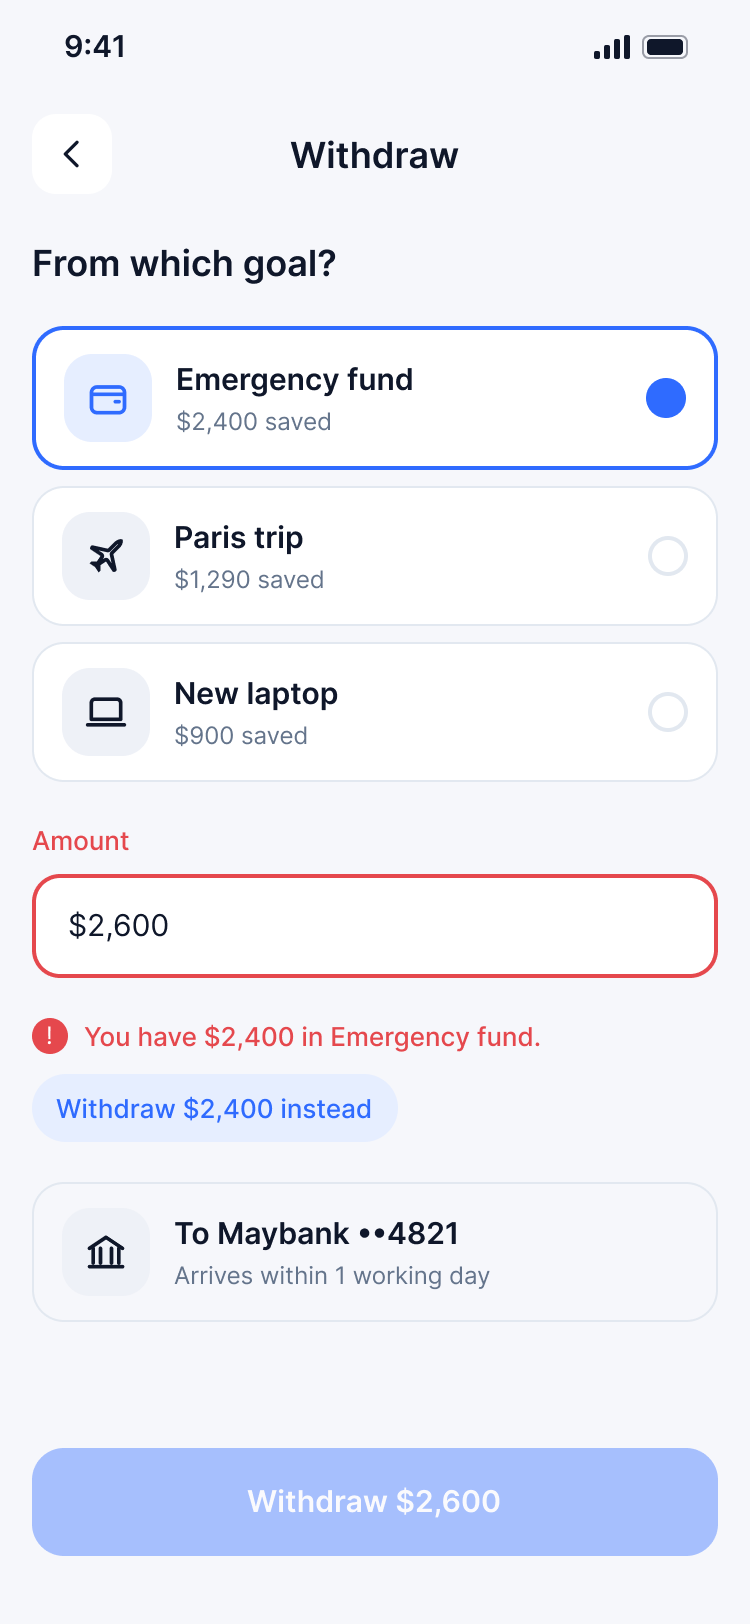 9:41
Withdraw
From which goal?
Emergency fund
$2,400 saved
Paris trip
$1,290 saved
New laptop
$900 saved
Amount
$2,600
! You have $2,400 in Emergency fund.
Withdraw $2,400 instead
To Maybank ••4821
Arrives within 1 working day
Withdraw $2,600